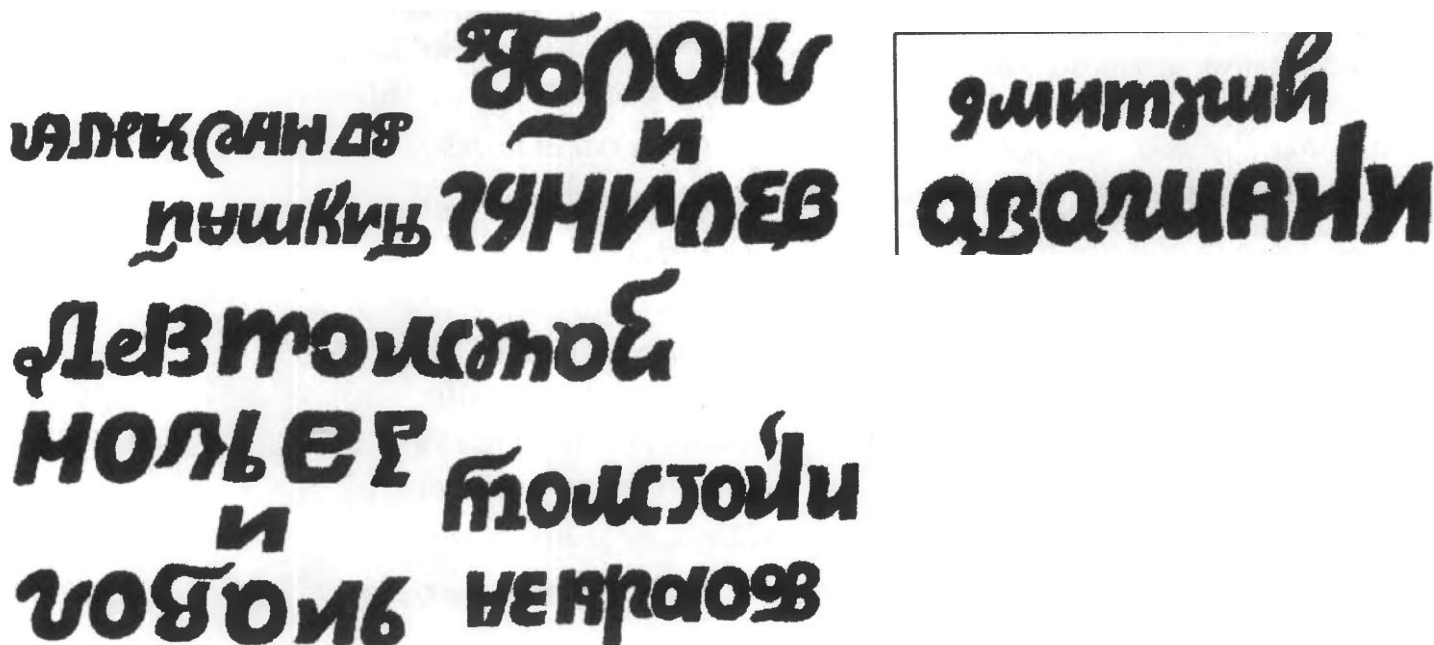 александр
пушкин
Блок
и
гумилев
Лев толстой
мольер
и
гоголь
толстой и
некрасов
дмитрий
авалиани